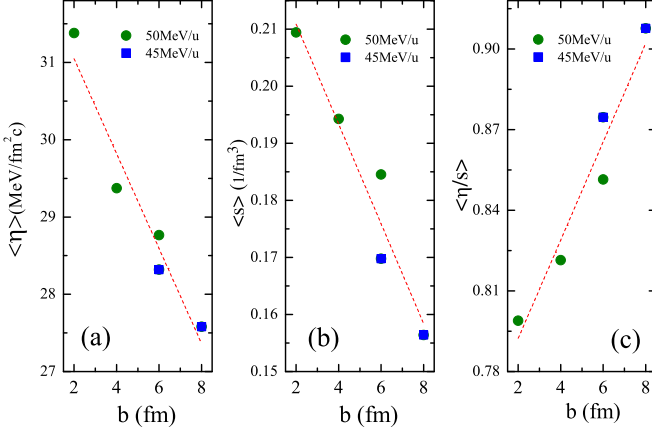 <η>(MeV/fm²c)
31
30
29
28
27
50MeV/u
45MeV/u
(a)
2 4 6 8
b (fm)
<s> (1/fm³)
0.21
0.20
0.19
0.18
0.17
0.16
0.15
50MeV/u
45MeV/u
(b)
2 4 6 8
b (fm)
<η/s>
0.90
0.87
0.84
0.81
0.78
50MeV/u
45MeV/u
(c)
2 4 6 8
b (fm)